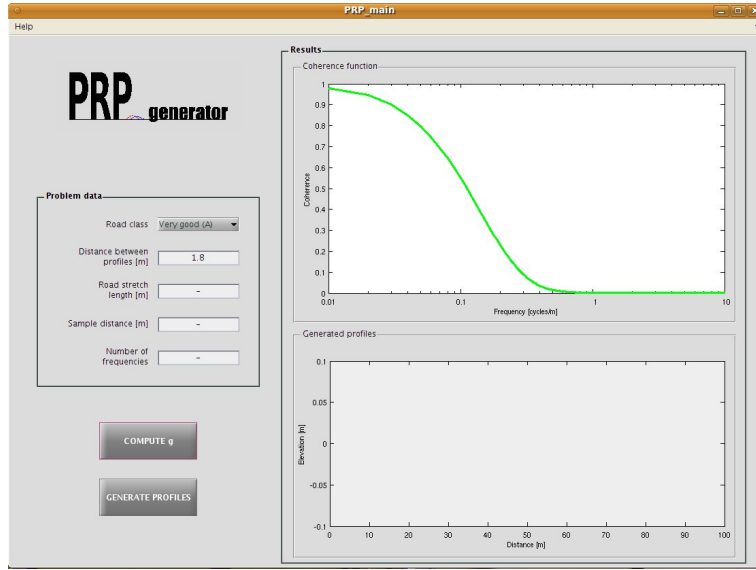 PRP_main
Help
PRP generator
Problem data
Road class Very good (A)
Distance between
profiles [m] 1.8
Road stretch
length [m] -
Sample distance [m] -
Number of
frequencies -
COMPUTE g
GENERATE PROFILES
Results
Coherence function
1
0.9
0.8
0.7
0.6
0.5
0.4
0.3
0.2
0.1
0
Coherence
0.01 0.1 1 10
Frequency [cycles/m]
Generated profiles
0.1
0.05
0
-0.05
-0.1
Elevation [m]
0 10 20 30 40 50 60 70 80 90 100
Distance [m]